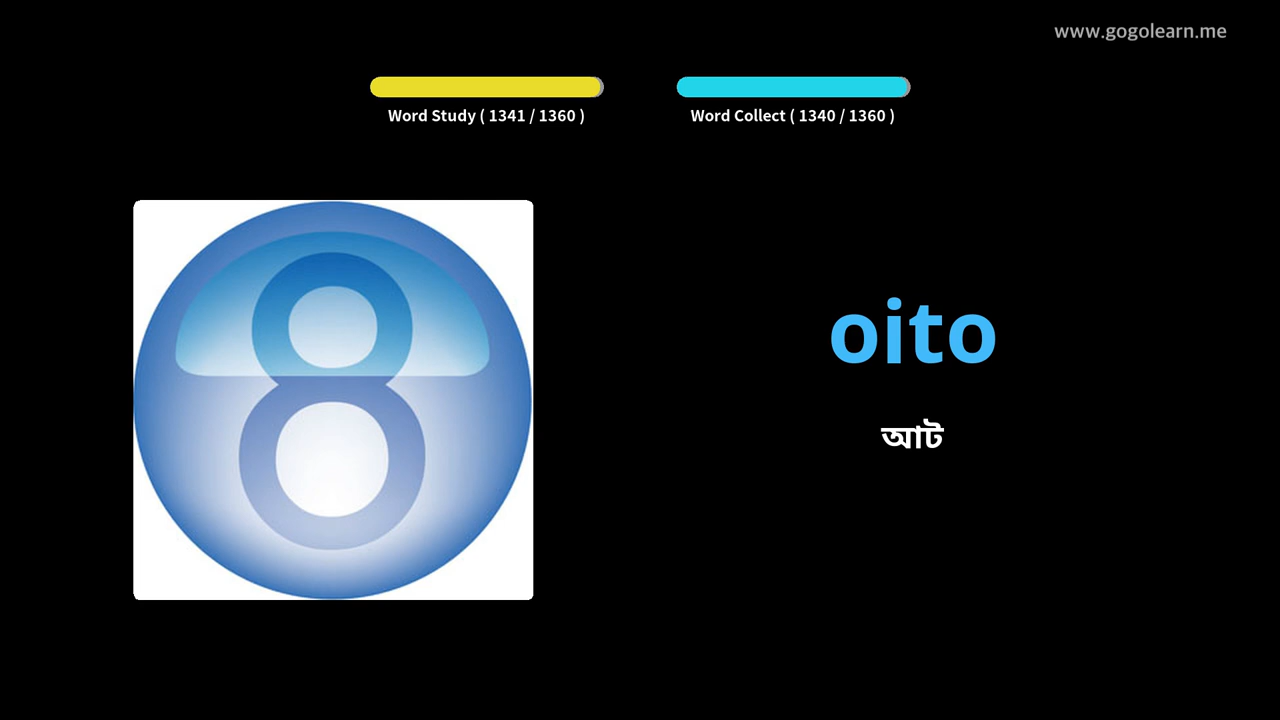 www.gogolearn.me
Word Study ( 1341 / 1360 )
Word Collect ( 1340 / 1360 )
8
oito
আট